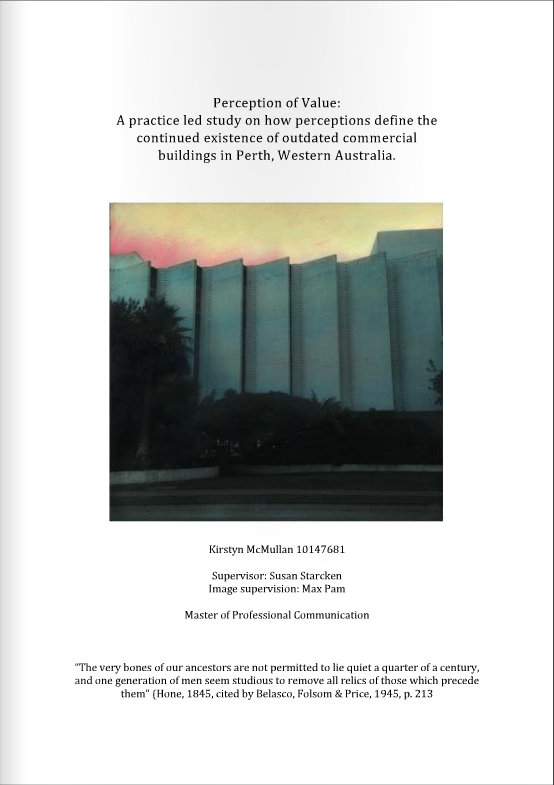 Perception of Value:
A practice led study on how perceptions define the
continued existence of outdated commercial
buildings in Perth, Western Australia.
Kirstyn McMullan 10147681
Supervisor: Susan Starcken
Image supervision: Max Pam
Master of Professional Communication
“The very bones of our ancestors are not permitted to lie quiet a quarter of a century,
and one generation of men seem studious to remove all relics of those which precede
them” (Hone, 1845, cited by Belasco, Folsom & Price, 1945, p. 213